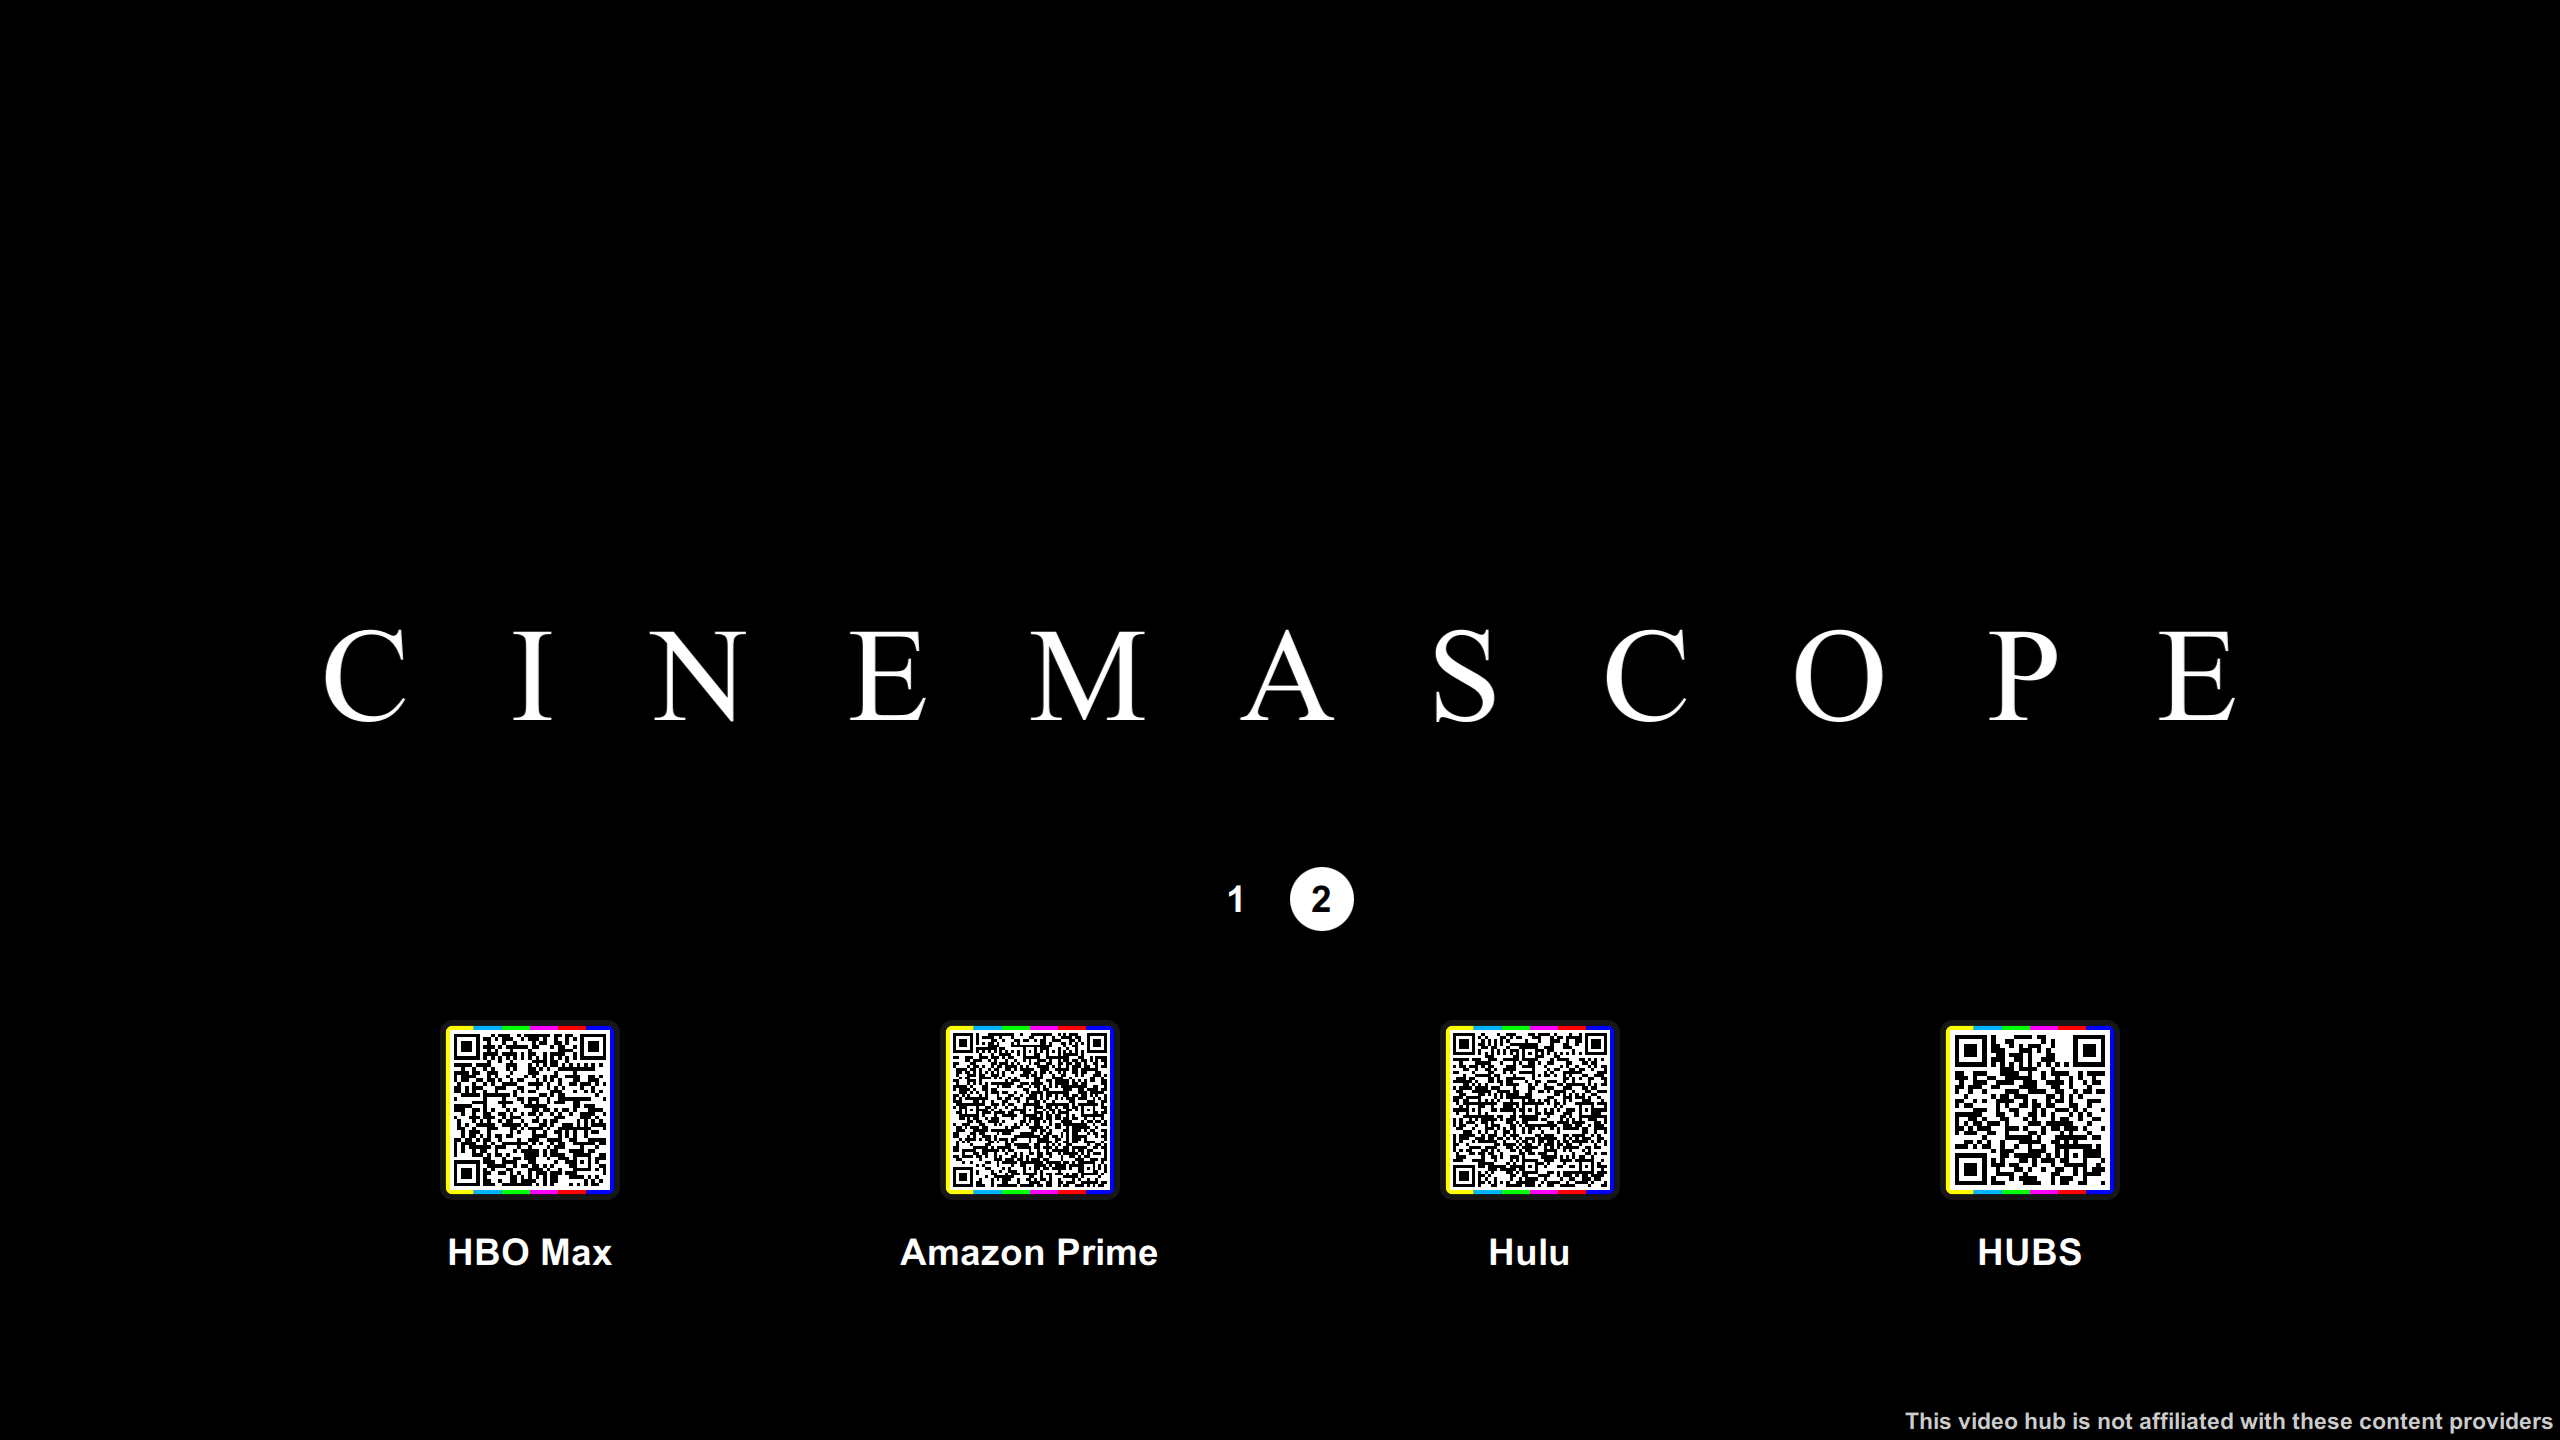 C I N E M A S C O P E
1 2
HBO Max Amazon Prime Hulu HUBS
This video hub is not affiliated with these content providers